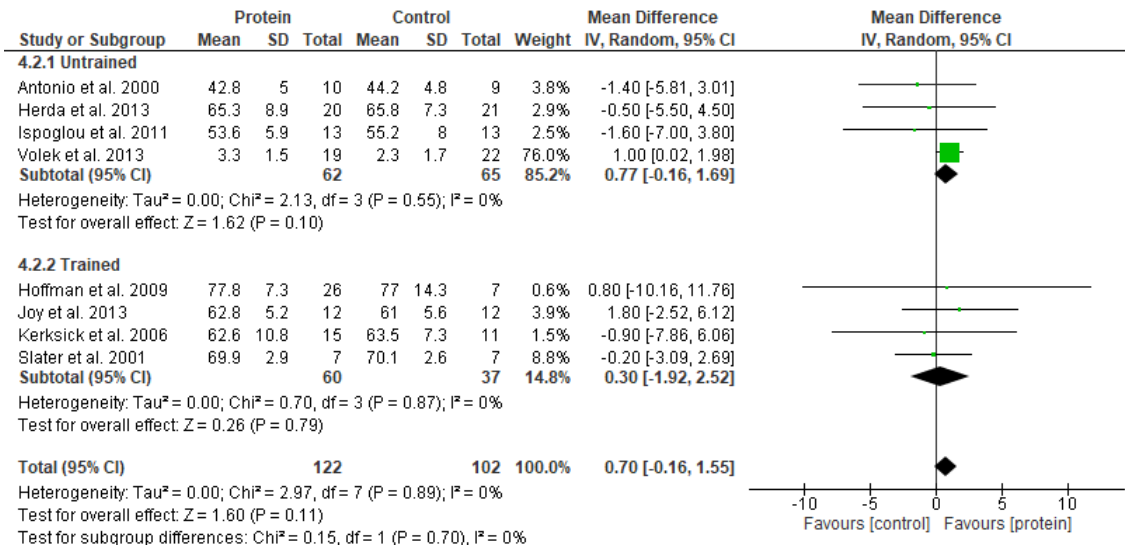 Protein Control Mean Difference Mean Difference
Study or Subgroup Mean SD Total Mean SD Total Weight IV, Random, 95% CI IV, Random, 95% CI
4.2.1 Untrained
Antonio et al. 2000 42.8 5 10 44.2 4.8 9 3.8% -1.40 [-5.81, 3.01]
Herda et al. 2013 65.3 8.9 20 65.8 7.3 21 2.9% -0.50 [-5.50, 4.50]
Ispoglou et al. 2011 53.6 5.9 13 55.2 8 13 2.5% -1.60 [-7.00, 3.80]
Volek et al. 2013 3.3 1.5 19 2.3 1.7 22 76.0% 1.00 [0.02, 1.98]
Subtotal (95% CI) 62 65 85.2% 0.77 [-0.16, 1.69]
Heterogeneity: Tau² = 0.00; Chi² = 2.13, df = 3 (P = 0.55); I² = 0%
Test for overall effect: Z = 1.62 (P = 0.10)
4.2.2 Trained
Hoffman et al. 2009 77.8 7.3 26 77 14.3 7 0.6% 0.80 [-10.16, 11.76]
Joy et al. 2013 62.8 5.2 12 61 5.6 12 3.9% 1.80 [-2.52, 6.12]
Kerksick et al. 2006 62.6 10.8 15 63.5 7.3 11 1.5% -0.90 [-7.86, 6.06]
Slater et al. 2001 69.9 2.9 7 70.1 2.6 7 8.8% -0.20 [-3.09, 2.69]
Subtotal (95% CI) 60 37 14.8% 0.30 [-1.92, 2.52]
Heterogeneity: Tau² = 0.00; Chi² = 0.70, df = 3 (P = 0.87); I² = 0%
Test for overall effect: Z = 0.26 (P = 0.79)
Total (95% CI) 122 102 100.0% 0.70 [-0.16, 1.55]
Heterogeneity: Tau² = 0.00; Chi² = 2.97, df = 7 (P = 0.89); I² = 0%
Test for overall effect: Z = 1.60 (P = 0.11)
Test for subgroup differences: Chi² = 0.15, df = 1 (P = 0.70), I² = 0%
-10 -5 0 5 10
Favours [control] Favours [protein]